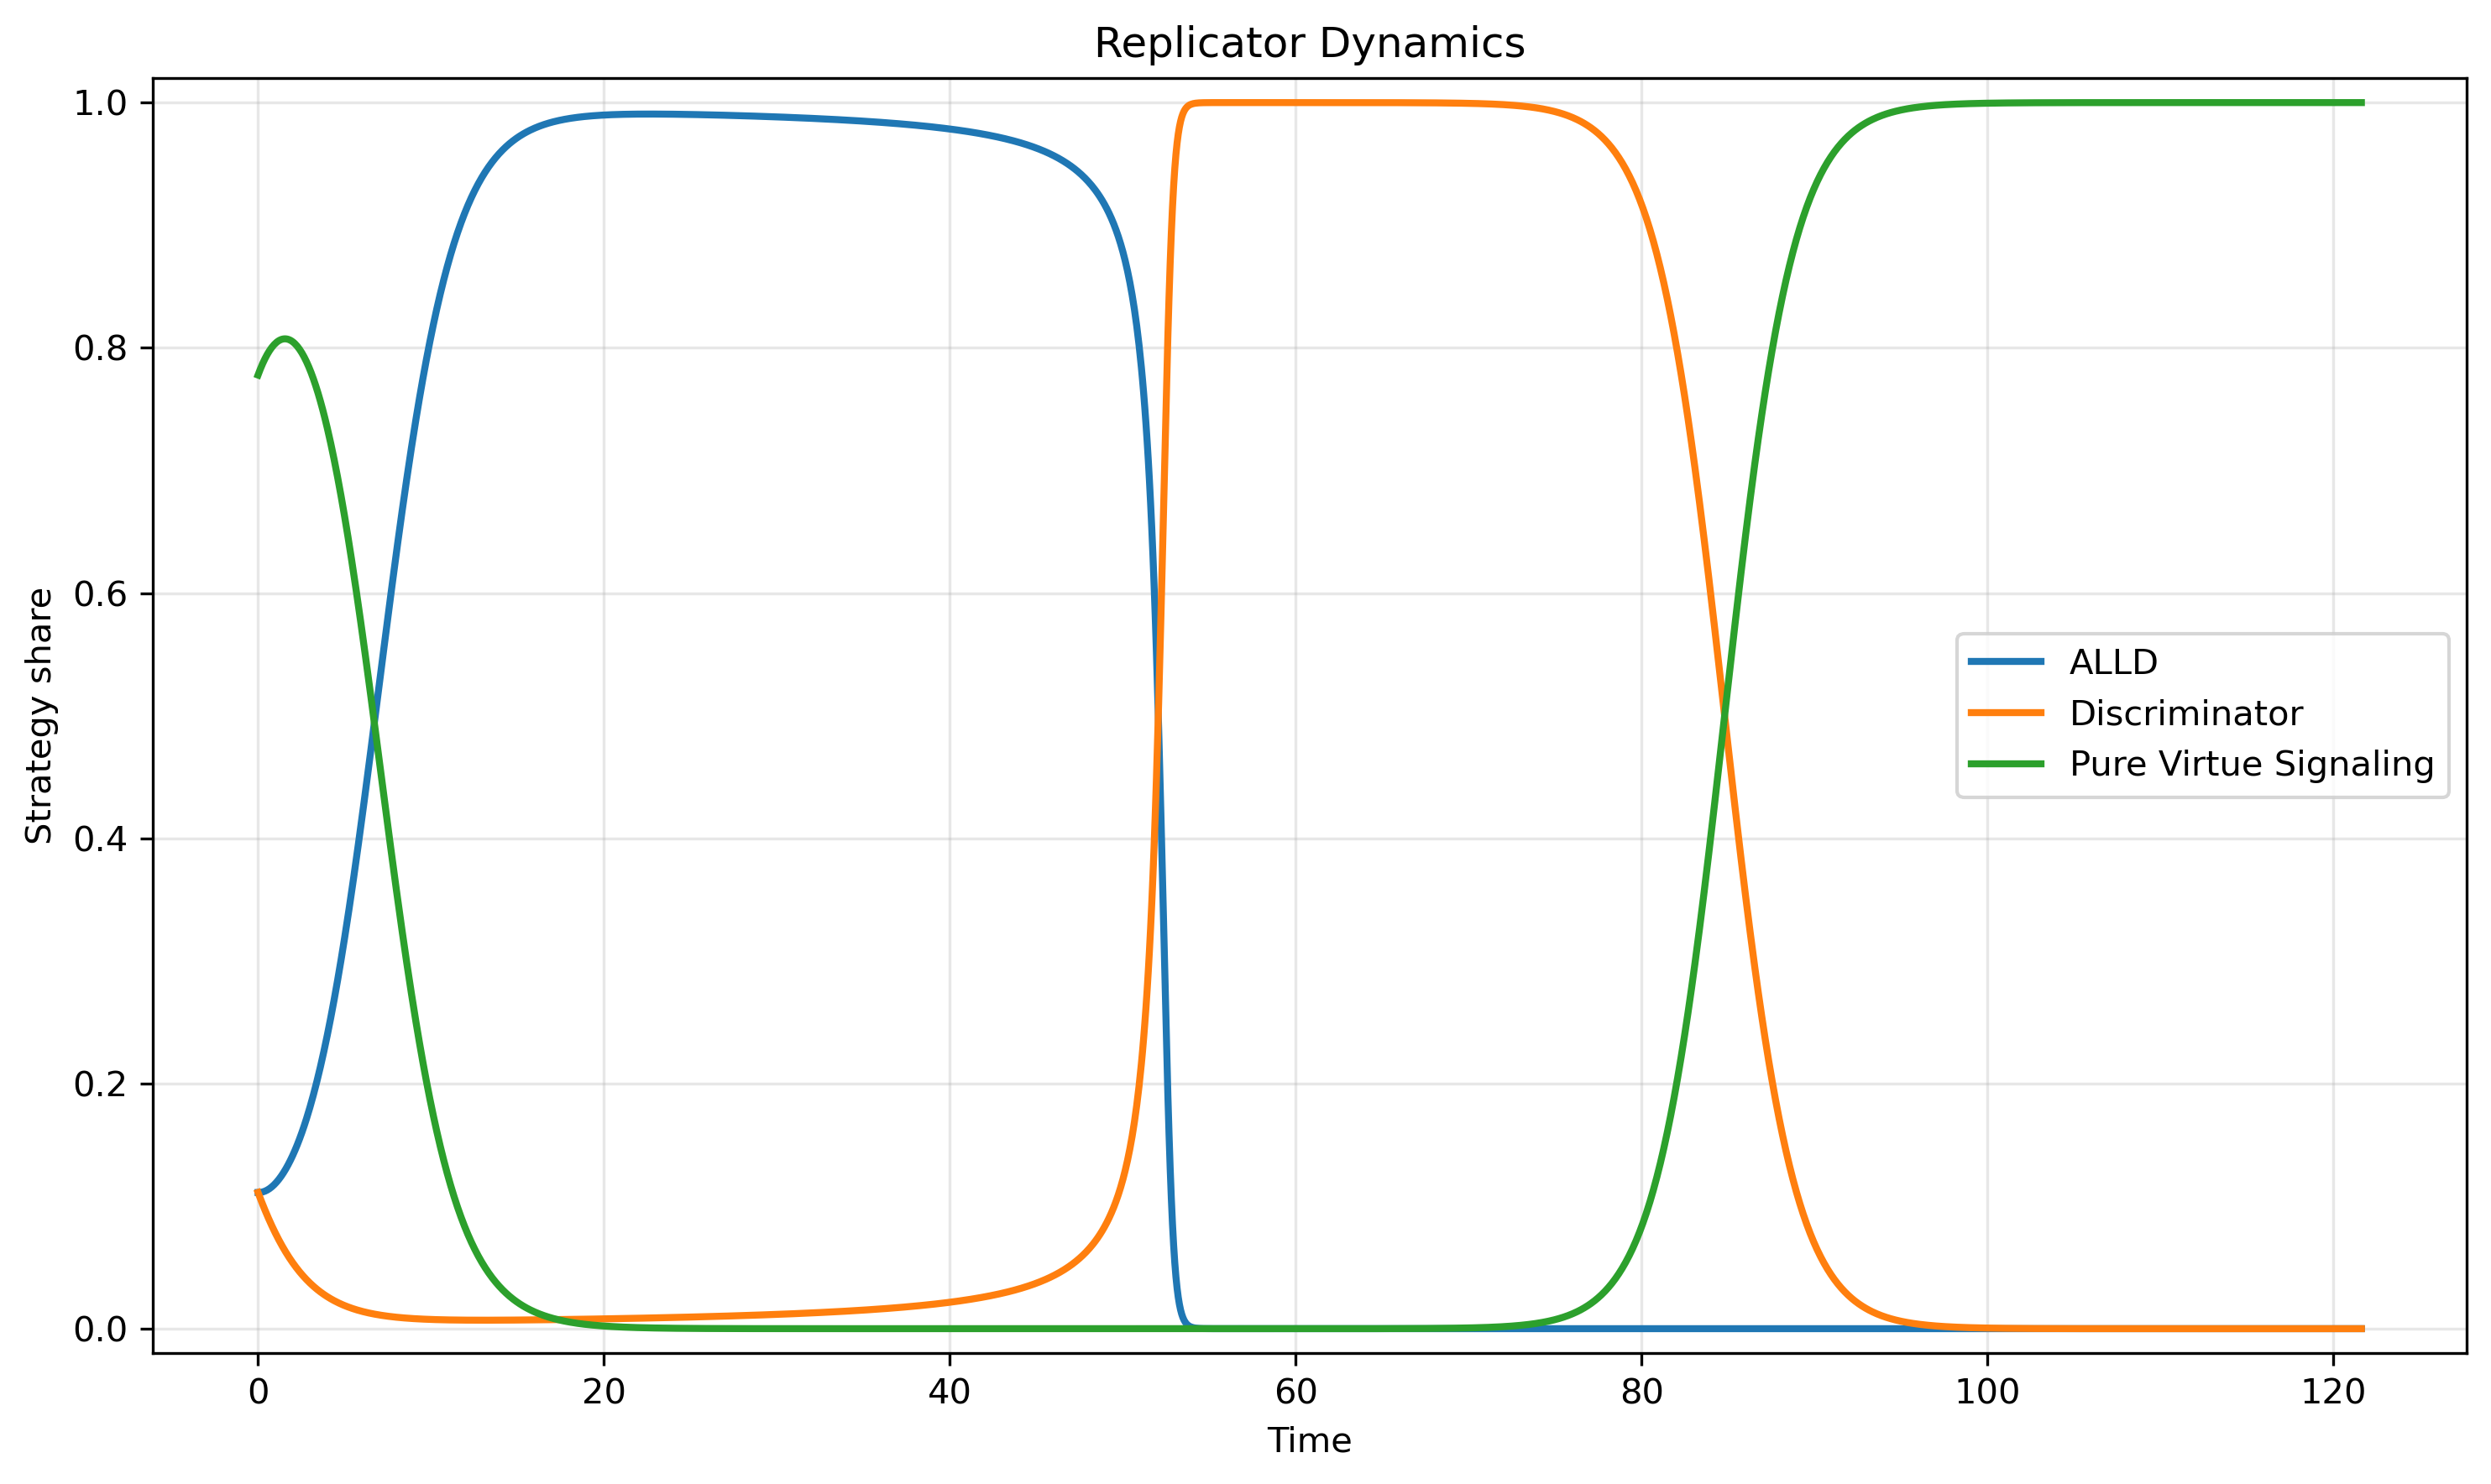 Replicator Dynamics
Strategy share
1.0
0.8
0.6
0.4
0.2
0.0
ALLD
Discriminator
Pure Virtue Signaling
0 20 40 60 80 100 120
Time